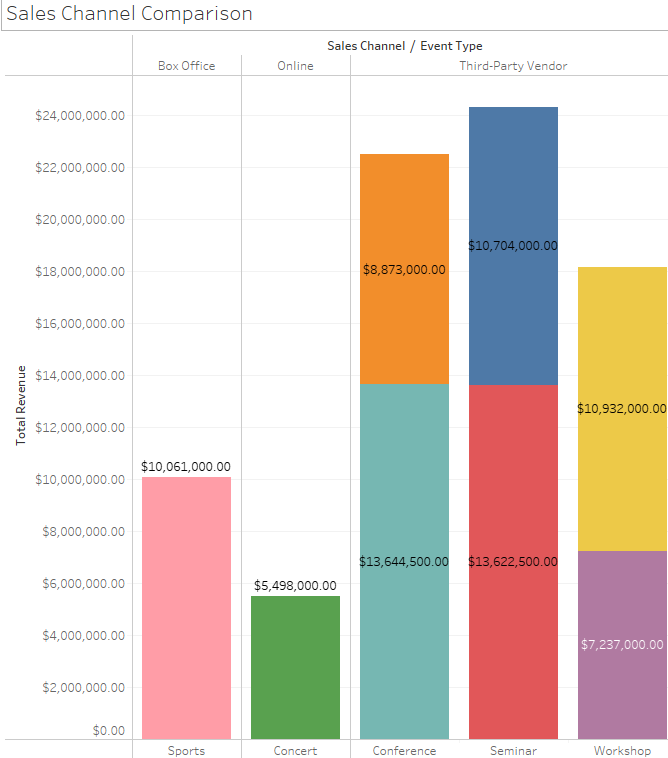 Sales Channel Comparison
Sales Channel / Event Type
Box Office
Online
Third-Party Vendor
Total Revenue
$24,000,000.00
$22,000,000.00
$20,000,000.00
$18,000,000.00
$16,000,000.00
$14,000,000.00
$12,000,000.00
$10,000,000.00
$8,000,000.00
$6,000,000.00
$4,000,000.00
$2,000,000.00
$0.00
$10,061,000.00
$5,498,000.00
$8,873,000.00
$13,644,500.00
$10,704,000.00
$13,622,500.00
$10,932,000.00
$7,237,000.00
Sports
Concert
Conference
Seminar
Workshop